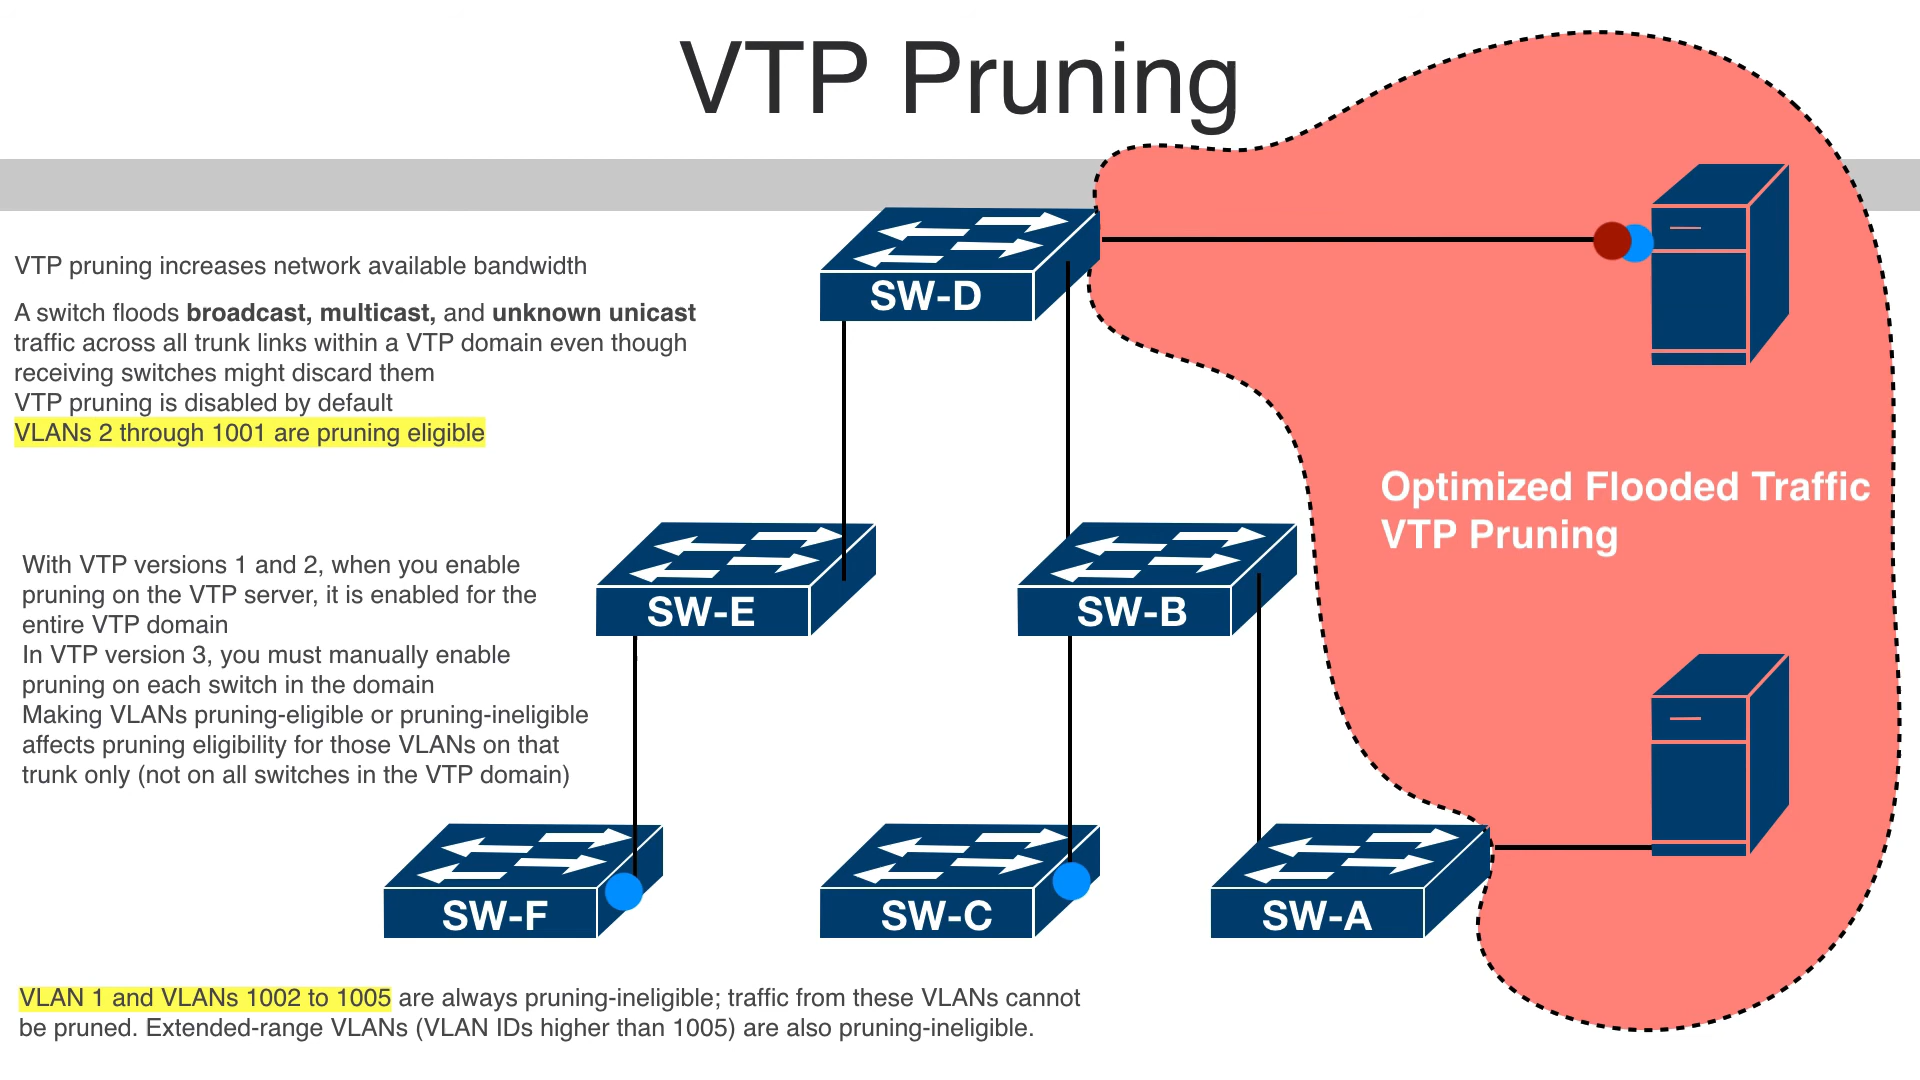 VTP Pruning
VTP pruning increases network available bandwidth
A switch floods broadcast, multicast, and unknown unicast
traffic across all trunk links within a VTP domain even though
receiving switches might discard them
VTP pruning is disabled by default
VLANs 2 through 1001 are pruning eligible
SW-D
Optimized Flooded Traffic
VTP Pruning
With VTP versions 1 and 2, when you enable
pruning on the VTP server, it is enabled for the
entire VTP domain
In VTP version 3, you must manually enable
pruning on each switch in the domain
Making VLANs pruning-eligible or pruning-ineligible
affects pruning eligibility for those VLANs on that
trunk only (not on all switches in the VTP domain)
SW-E
SW-B
SW-F
SW-C
SW-A
VLAN 1 and VLANs 1002 to 1005 are always pruning-ineligible; traffic from these VLANs cannot
be pruned. Extended-range VLANs (VLAN IDs higher than 1005) are also pruning-ineligible.